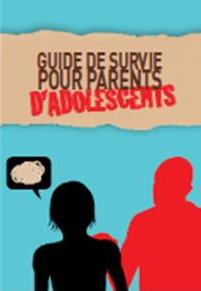 GUIDE DE SURVIE
POUR PARENTS
D'ADOLESCENTS